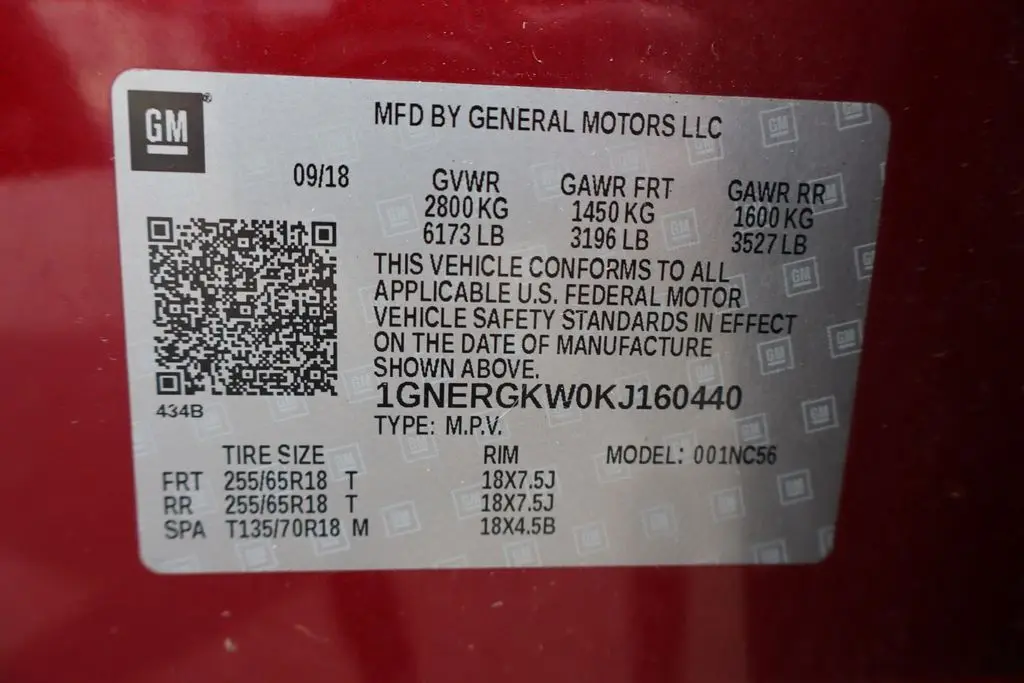 GM
MFD BY GENERAL MOTORS LLC
09/18
GVWR GAWR FRT GAWR RR
2800 KG 1450 KG 1600 KG
6173 LB 3196 LB 3527 LB
THIS VEHICLE CONFORMS TO ALL
APPLICABLE U.S. FEDERAL MOTOR
VEHICLE SAFETY STANDARDS IN EFFECT
ON THE DATE OF MANUFACTURE
SHOWN ABOVE.
1GNERGKW0KJ160440
434B
TYPE: M.P.V.
TIRE SIZE RIM MODEL: 001NC56
FRT 255/65R18 T 18X7.5J
RR 255/65R18 T 18X7.5J
SPA T135/70R18 M 18X4.5B